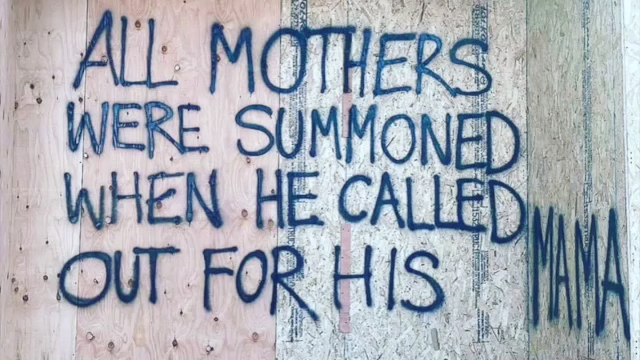 ALL MOTHERS
WERE SUMMONED
WHEN HE CALLED
OUT FOR HIS
MAMA